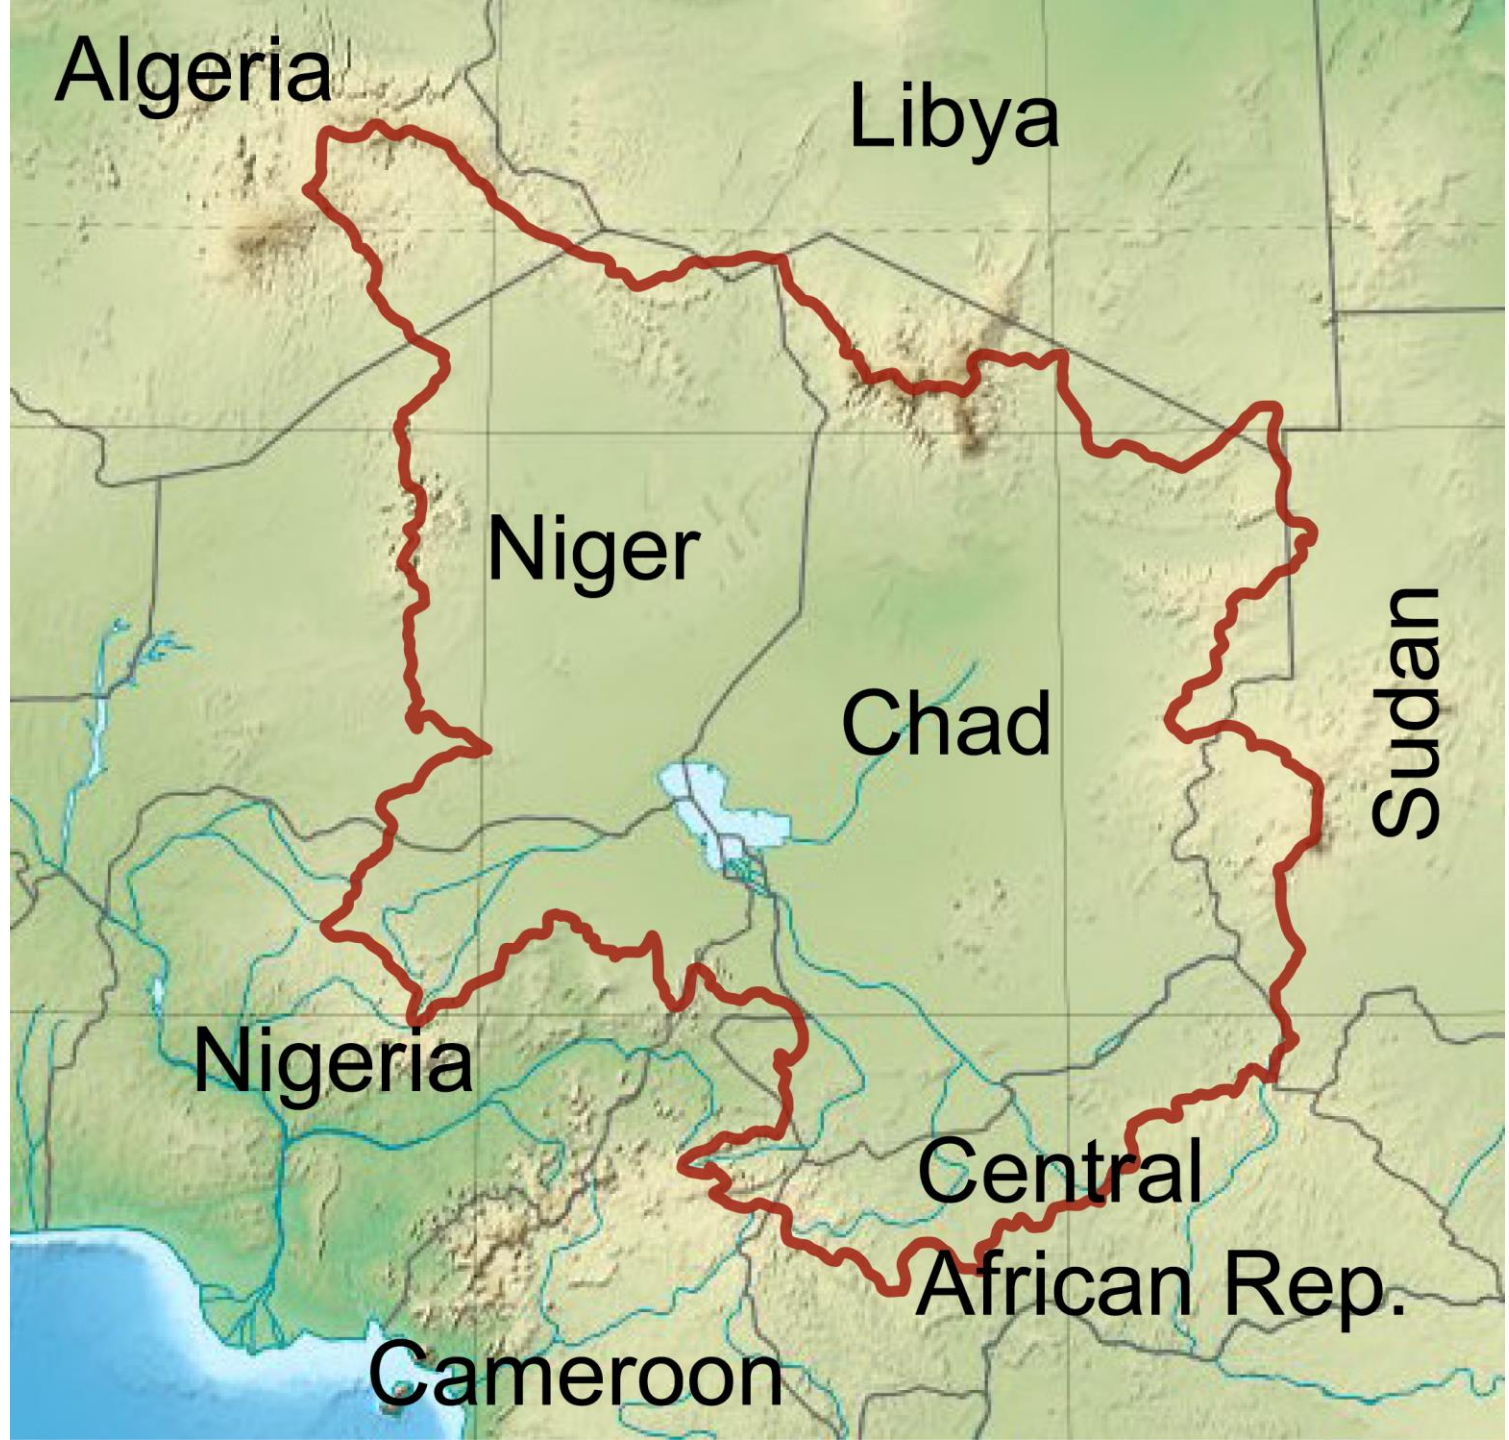 Algeria
Libya
Niger
Chad
Sudan
Nigeria
Central
African Rep.
Cameroon